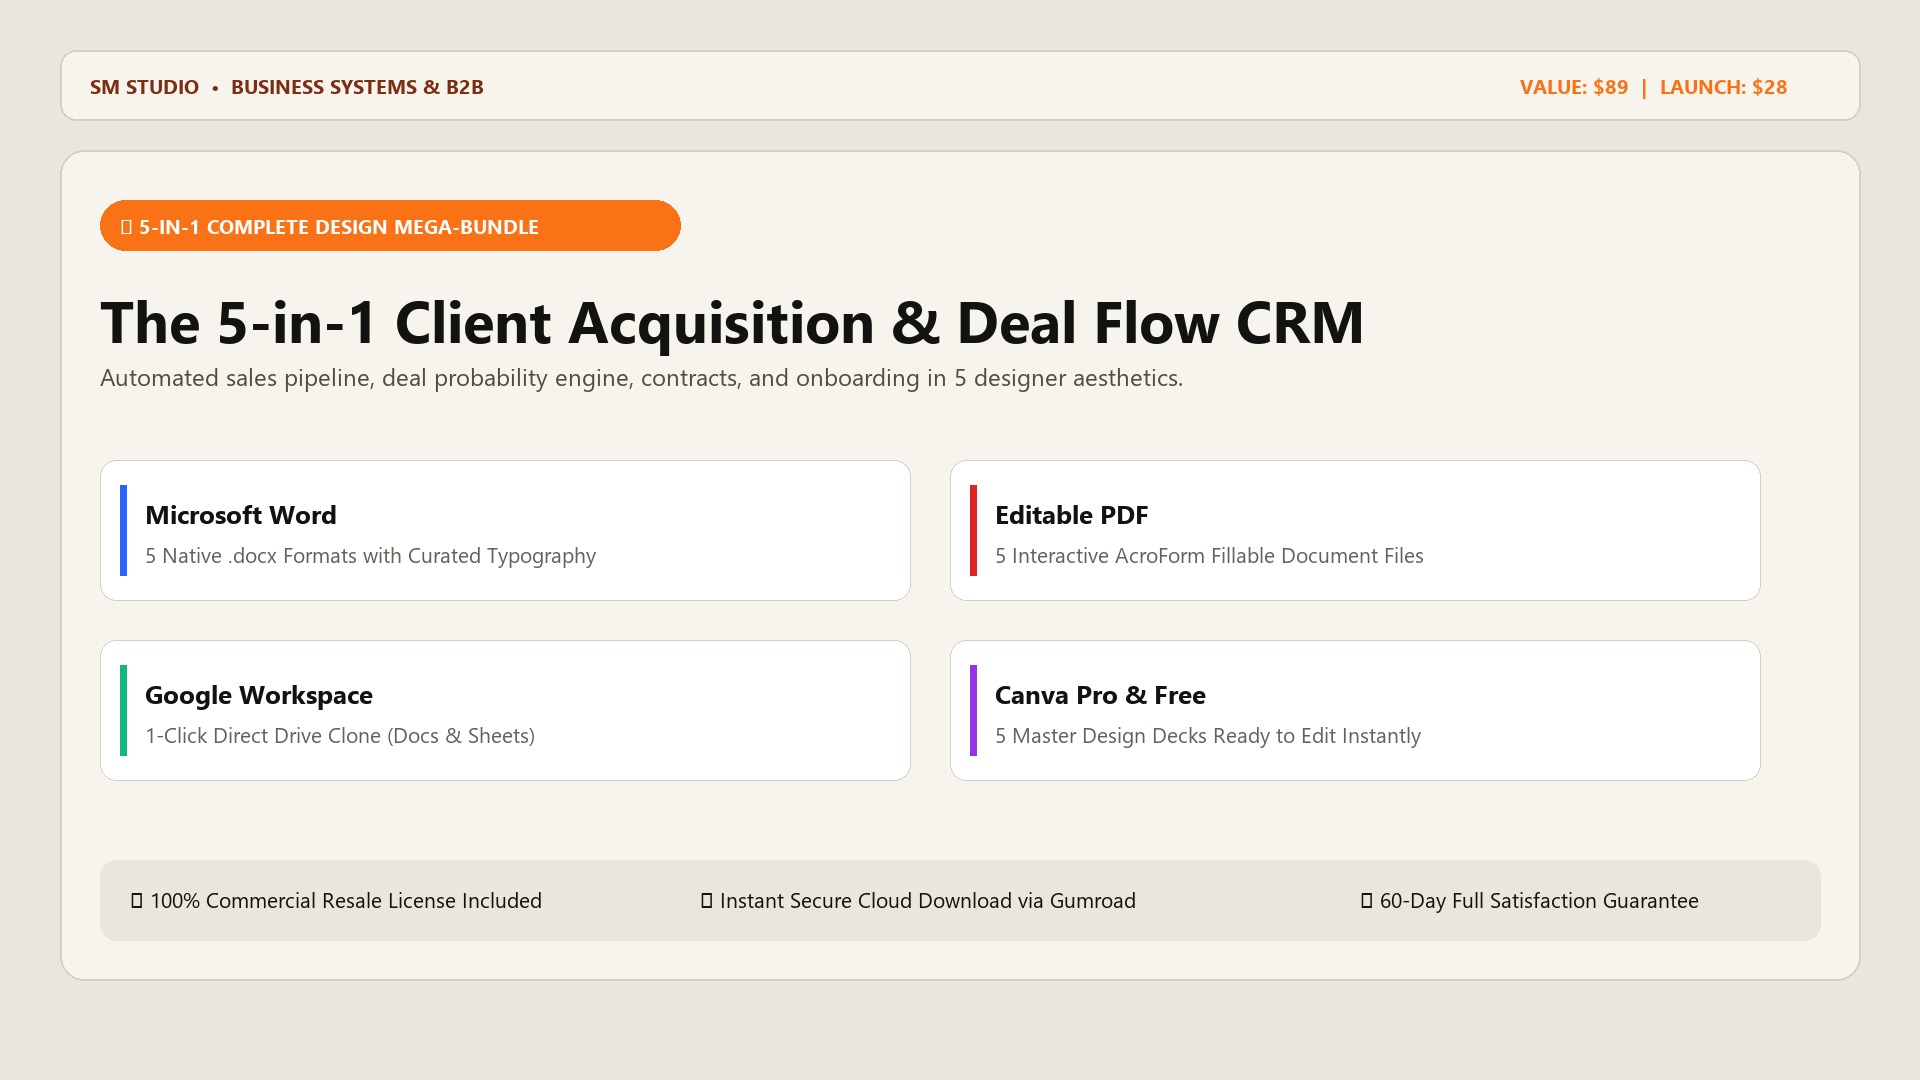 SM STUDIO • BUSINESS SYSTEMS & B2B
VALUE: $89 | LAUNCH: $28
5-IN-1 COMPLETE DESIGN MEGA-BUNDLE
The 5-in-1 Client Acquisition & Deal Flow CRM
Automated sales pipeline, deal probability engine, contracts, and onboarding in 5 designer aesthetics.
Microsoft Word
5 Native .docx Formats with Curated Typography
Editable PDF
5 Interactive AcroForm Fillable Document Files
Google Workspace
1-Click Direct Drive Clone (Docs & Sheets)
Canva Pro & Free
5 Master Design Decks Ready to Edit Instantly
100% Commercial Resale License Included
Instant Secure Cloud Download via Gumroad
60-Day Full Satisfaction Guarantee